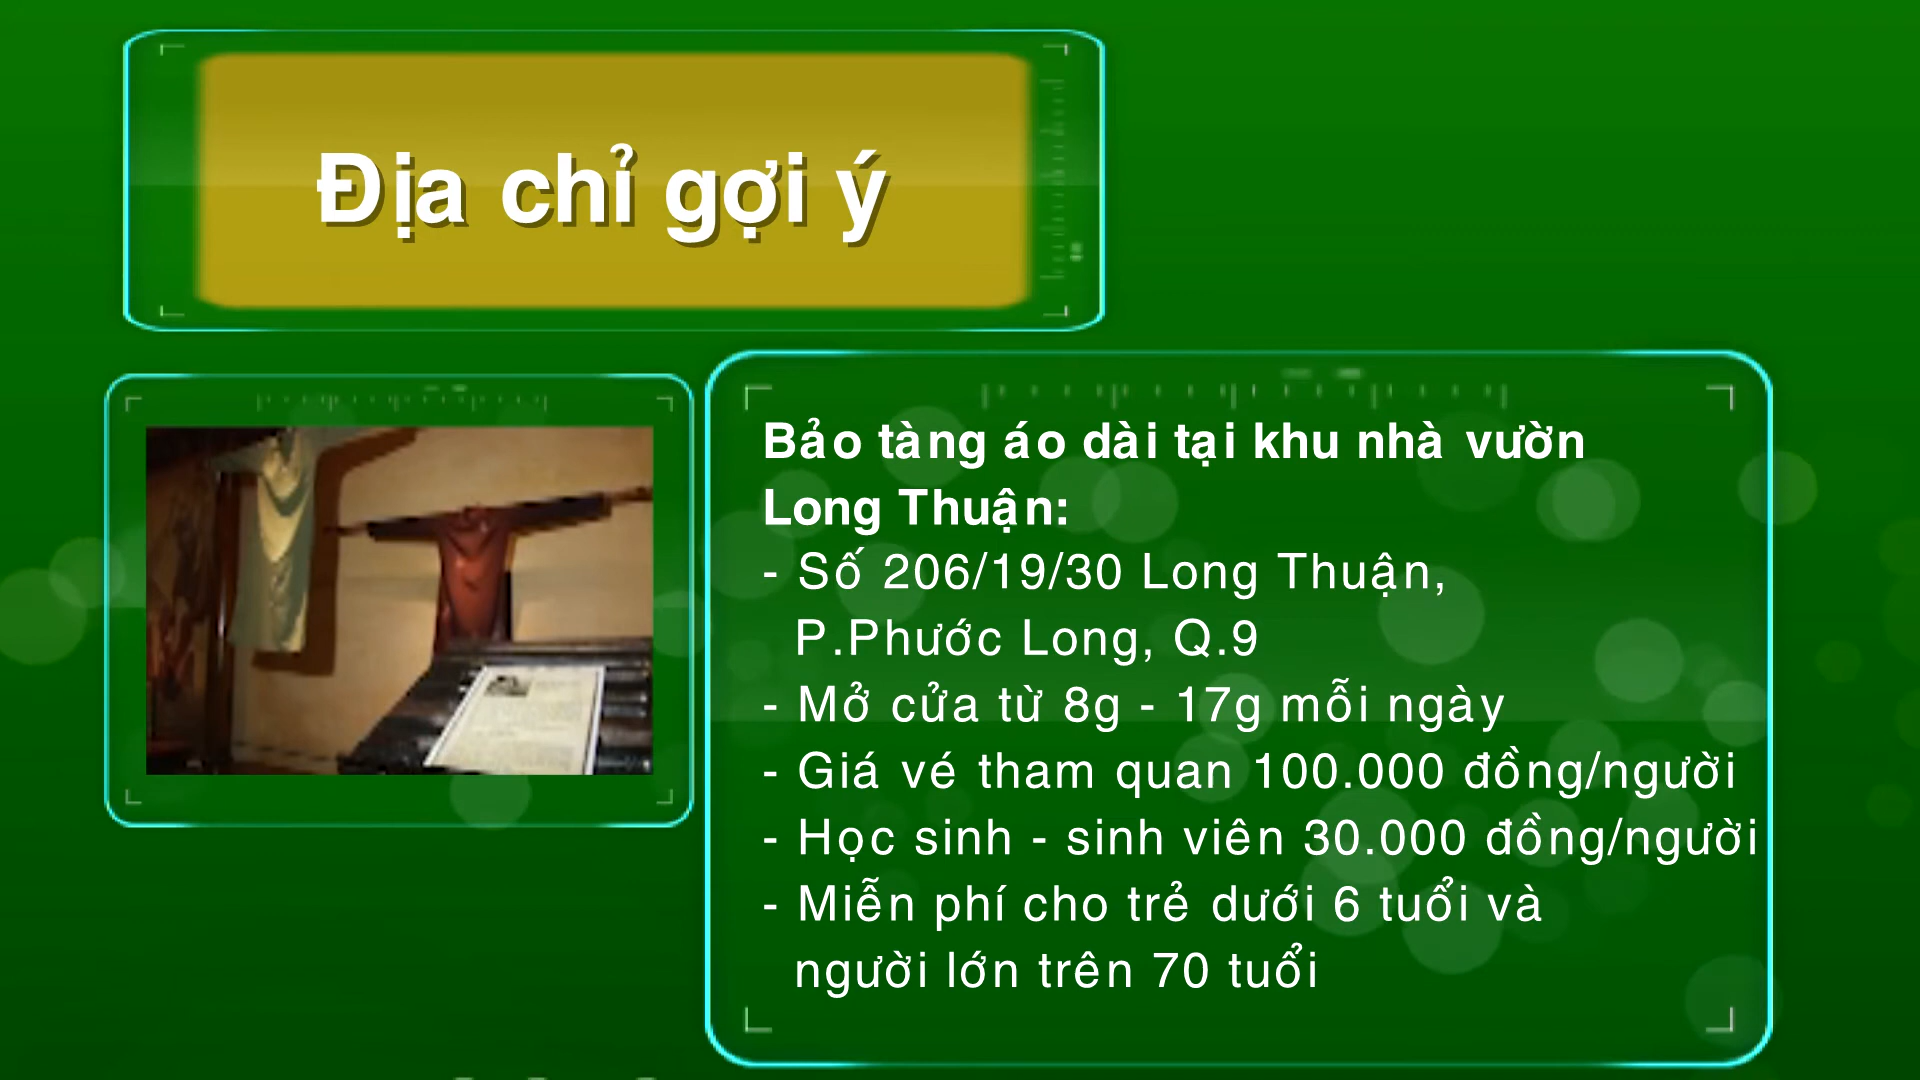 Địa chỉ gợi ý
Bảo tàng áo dài tại khu nhà vườn
Long Thuận:
- Số 206/19/30 Long Thuận,
P.Phước Long, Q.9
- Mở cửa từ 8g - 17g mỗi ngày
- Giá vé tham quan 100.000 đồng/người
- Học sinh - sinh viên 30.000 đồng/người
- Miễn phí cho trẻ dưới 6 tuổi và
người lớn trên 70 tuổi